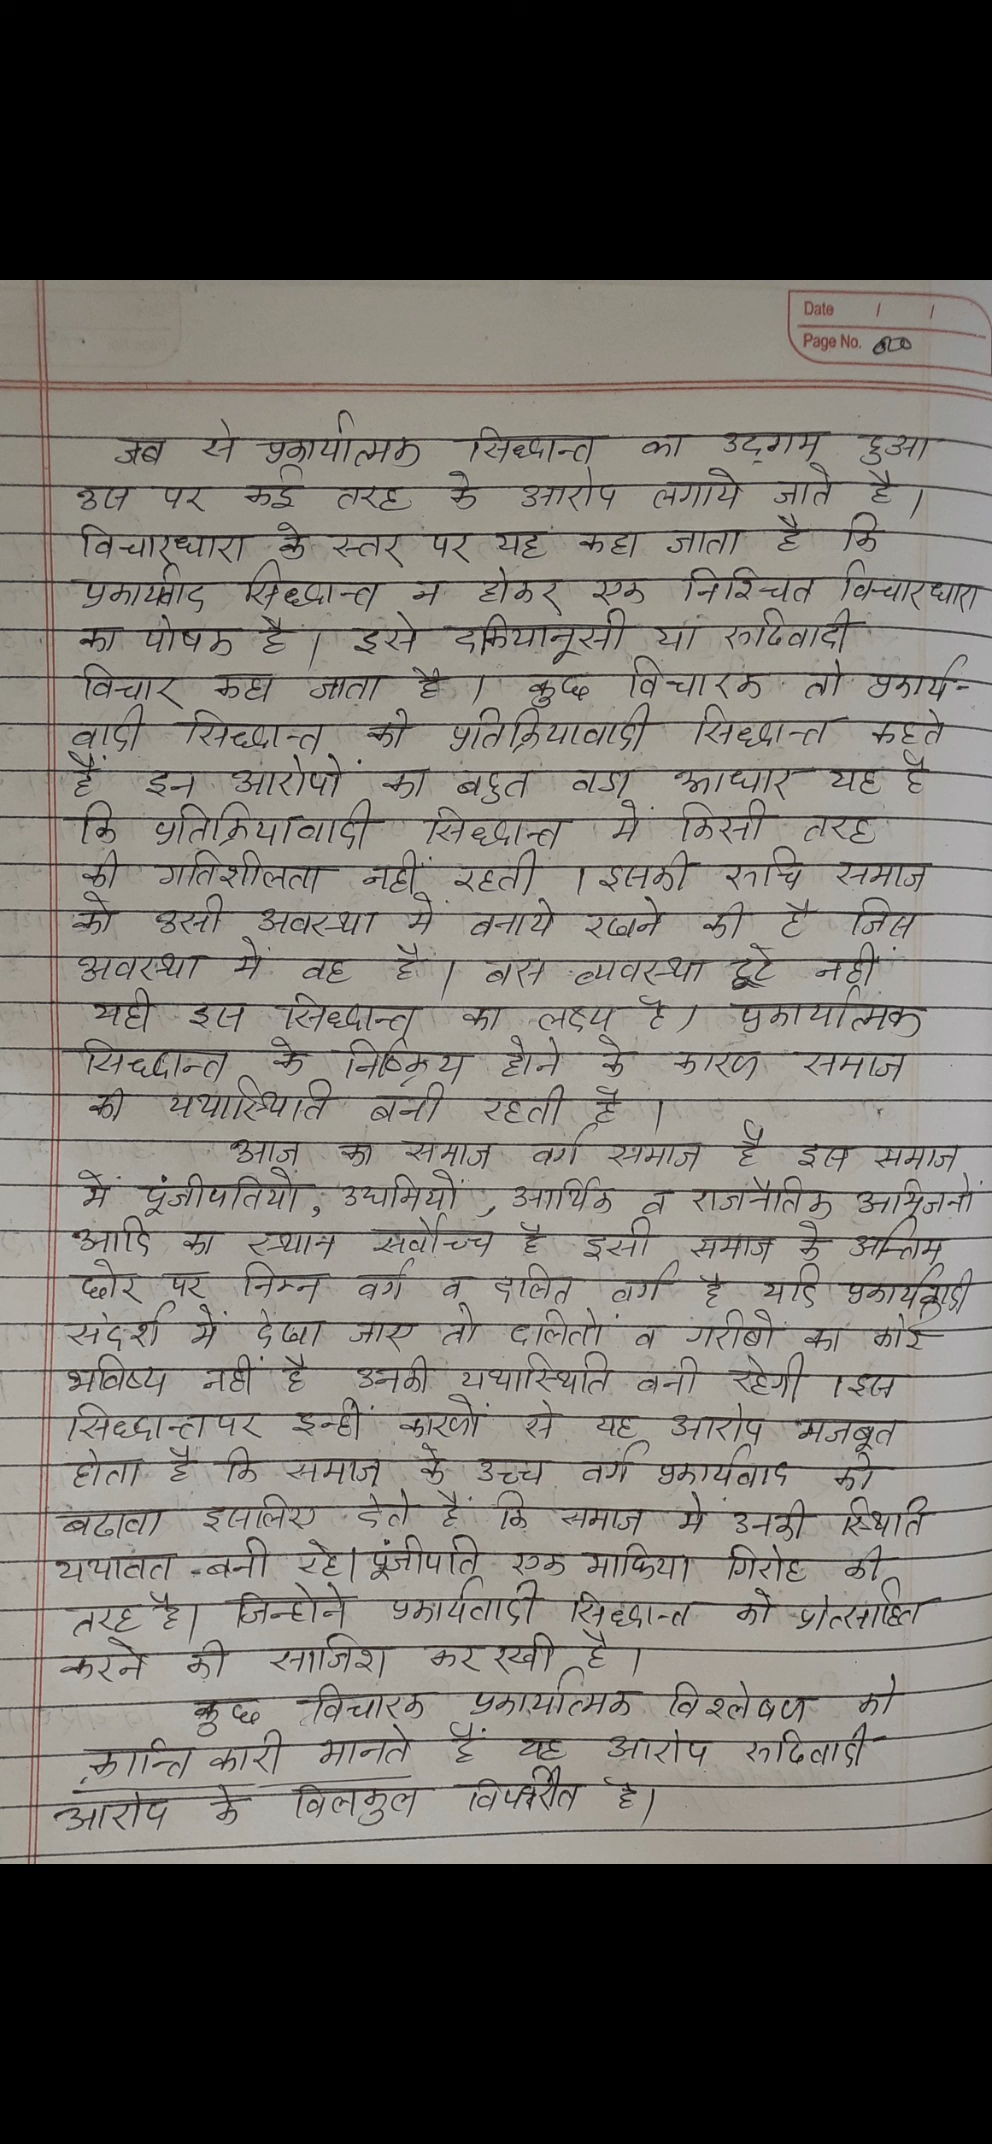 Date / /
Page No.
जब से प्रकार्यात्मक सिध्दान्त का उद्गम हुआ
उस पर कई तरह के आरोप लगाये जाते है।
विचारधारा के स्तर पर यह कहा जाता है कि
प्रकार्यवाद सिध्दान्त न होकर एक निश्चित विचारधारा
का पोषक है। इसे दकियानूसी या रूढिवादी
विचार कहा जाता है। कुछ विचारक तो प्रकार्य-
वादी सिध्दान्त को प्रतिक्रियावादी सिध्दान्त कहते
हैं इन आरोपों का बहुत बडा आधार यह है
कि प्रतिक्रियावादी सिध्दान्त में किसी तरह
की गतिशीलता नहीं रहती । इसकी रूचि समाज
को उसी अवस्था में बनाये रखने की है जिस
अवस्था में वह है। बस व्यवस्था टूटे नहीं
यही इस सिध्दान्त का लक्ष्य है। प्रकार्यात्मक
सिध्दान्त के निष्क्रिय होने के कारण समाज
की यथास्थिति बनी रहती है ।
आज का समाज वर्ग समाज है इस समाज
में पूंजीपतियों, उद्यमियों, आर्थिक व राजनैतिक अभिजनों
आदि का स्थान सर्वोच्च है इसी समाज के अन्तिम
छोर पर निम्न वर्ग व दलित वर्ग है यदि प्रकार्यवादी
संदर्श में देखा जाए तो दलितों व गरीबों का कोई
भविष्य नहीं है उनकी यथास्थिति बनी रहेगी । इस
सिध्दान्त पर इन्हीं कारणों से यह आरोप मजबूत
होता है कि समाज के उच्च वर्ग प्रकार्यवाद को
बढावा इसलिए देते हैं कि समाज में उनकी स्थिति
यथावत बनी रहे। पूंजीपति एक माफिया गिरोह की
तरह है। जिन्होने प्रकार्यवादी सिध्दान्त को प्रोत्साहित
करने की साजिश कर रखी है ।
कुछ विचारक प्रकार्यात्मक विश्लेषण को
क्रान्ति कारी मानते हैं यह आरोप रूढिवादी
आरोप के विलकुल विपरीत है।